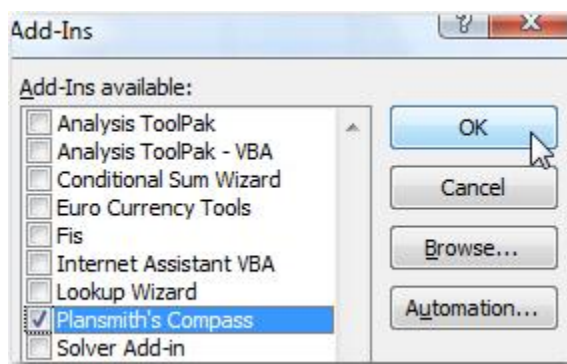 Add-Ins
Add-Ins available:
Analysis ToolPak
Analysis ToolPak - VBA
Conditional Sum Wizard
Euro Currency Tools
Fis
Internet Assistant VBA
Lookup Wizard
Plansmith's Compass
Solver Add-in
OK
Cancel
Browse...
Automation...